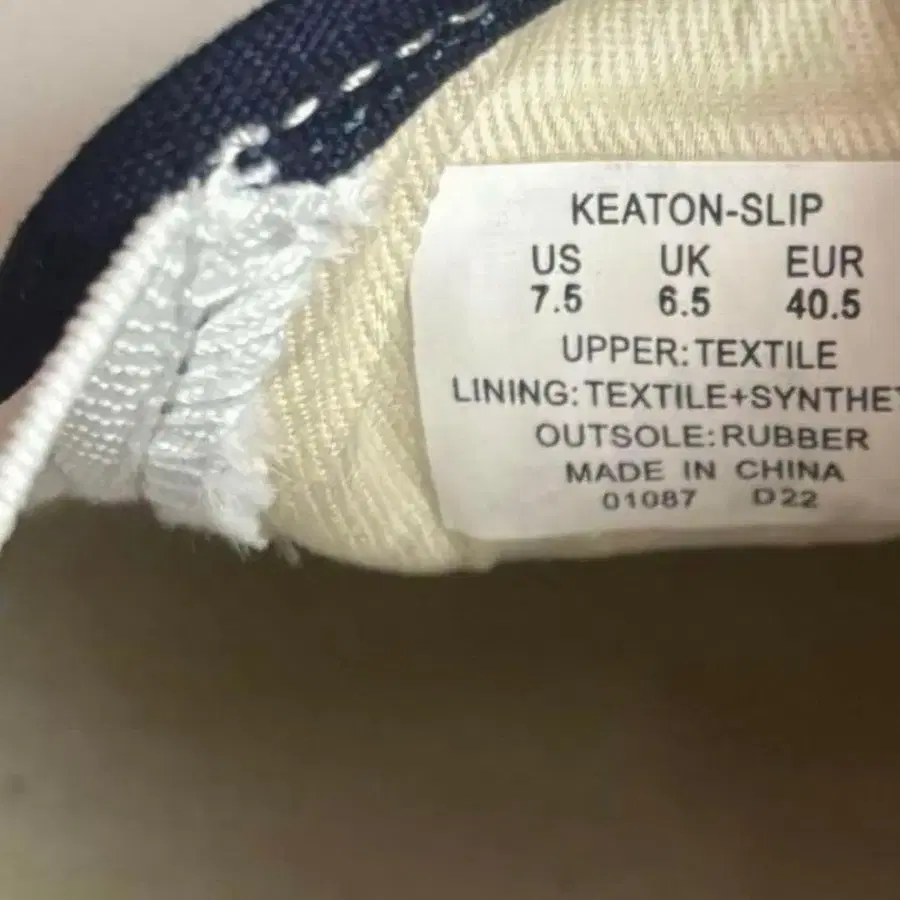 KEATON-SLIP
US UK EUR
7.5 6.5 40.5
UPPER: TEXTILE
LINING: TEXTILE+SYNTHE
OUTSOLE: RUBBER
MADE IN CHINA
01087 D22